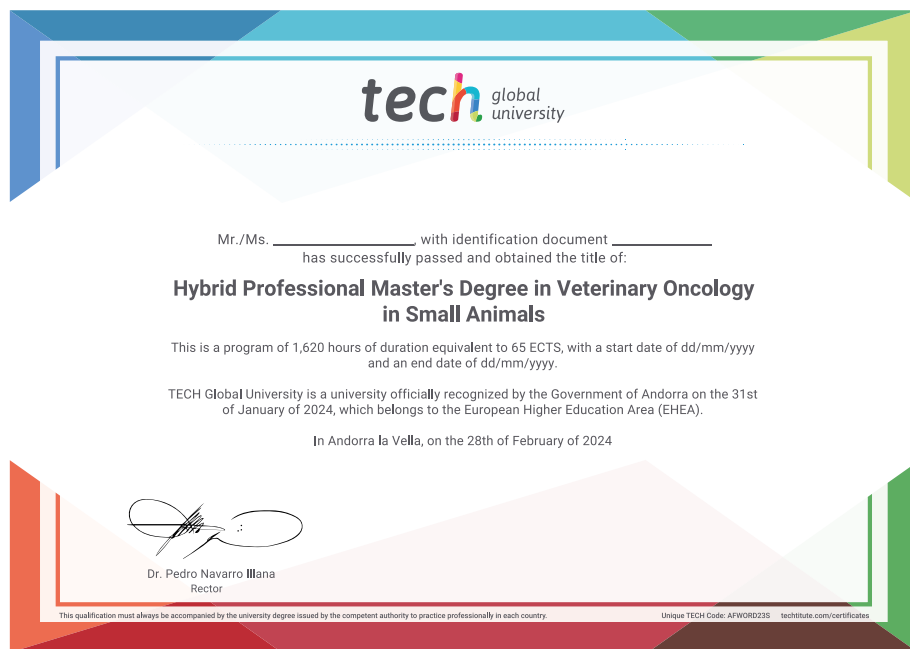 tech global university
Mr./Ms. ____________, with identification document ____________
has successfully passed and obtained the title of:
Hybrid Professional Master's Degree in Veterinary Oncology
in Small Animals
This is a program of 1,620 hours of duration equivalent to 65 ECTS, with a start date of dd/mm/yyyy
and an end date of dd/mm/yyyy.
TECH Global University is a university officially recognized by the Government of Andorra on the 31st
of January of 2024, which belongs to the European Higher Education Area (EHEA).
In Andorra la Vella, on the 28th of February of 2024
Dr. Pedro Navarro Illana
Rector
This qualification must always be accompanied by the university degree issued by the competent authority to practice professionally in each country.
Unique TECH Code: AFWORD23S techtitute.com/certificates